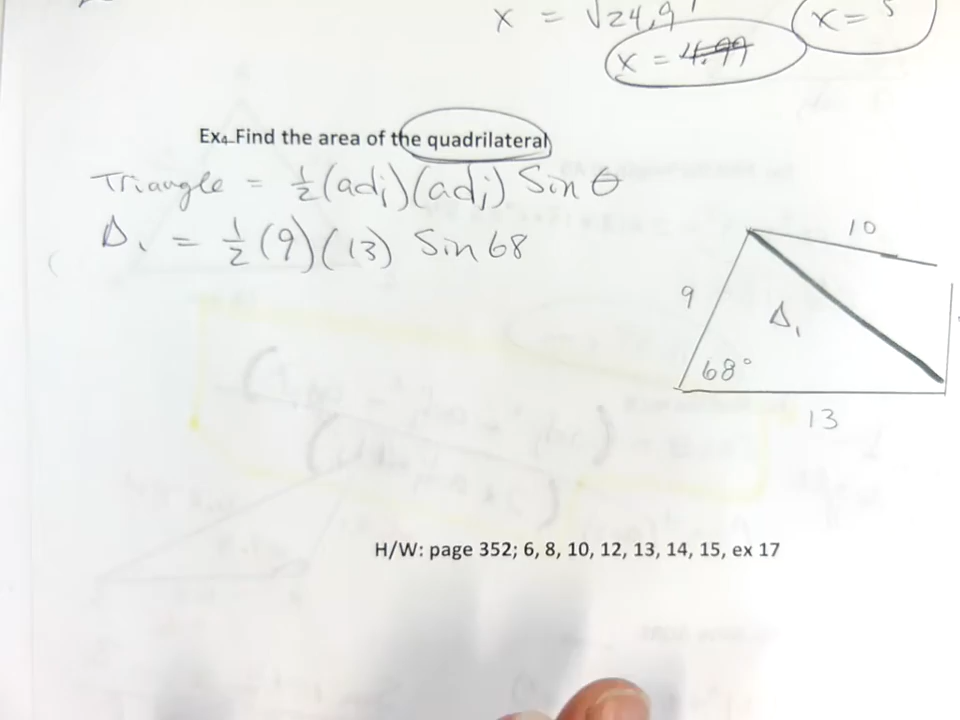 x = √24.9
x = 5
x = 4.99
Ex4 Find the area of the quadrilateral
Triangle = ½(adj)(adj) Sin θ
Δ₁ = ½(9)(13) Sin 68
10
9
Δ₁
68°
13
H/W: page 352; 6, 8, 10, 12, 13, 14, 15, ex 17